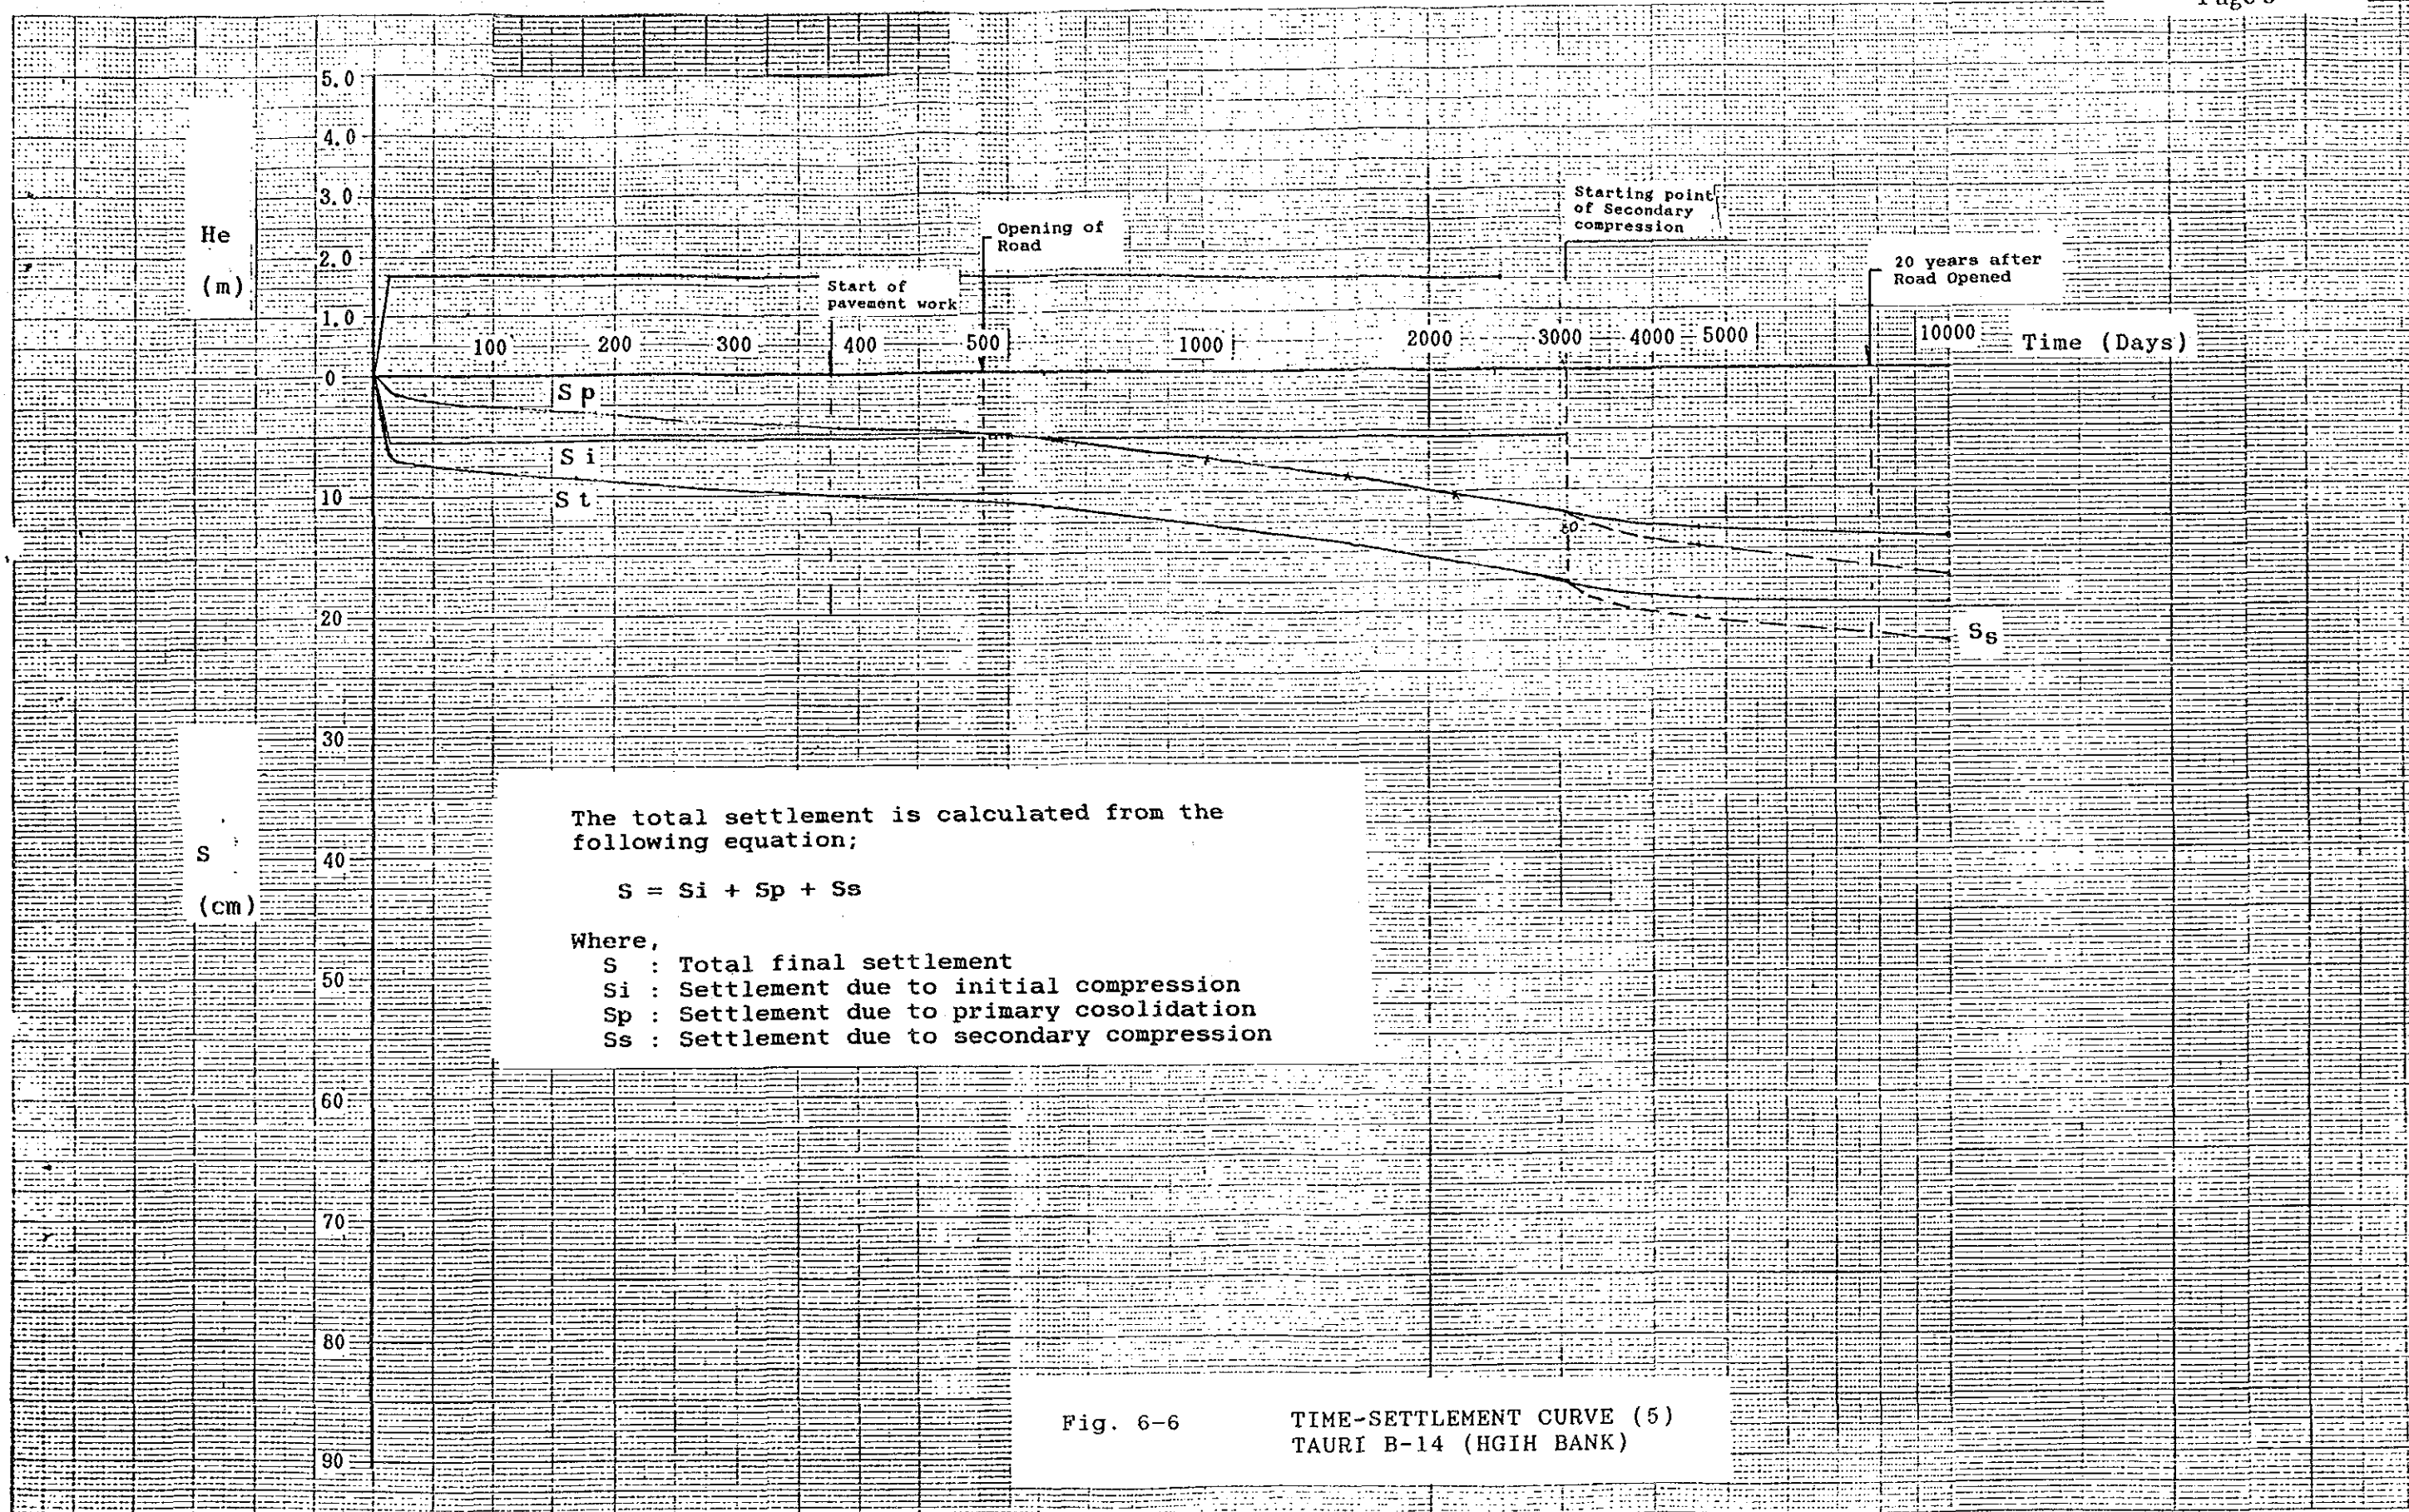 5.0
4.0
3.0
He
2.0
(m)
1.0
0
Opening of
Road
Starting point
of Secondary
compression
20 years after
Road Opened
Start of
pavement work
100 200 300 400 500 1000 2000 3000 4000 5000 10000 Time (Days)
Sp
Si
St
10
20
Ss
30
S
40
(cm)
50
60
70
80
90
The total settlement is calculated from the
following equation;
S = Si + Sp + Ss
Where,
S : Total final settlement
Si : Settlement due to initial compression
Sp : Settlement due to primary cosolidation
Ss : Settlement due to secondary compression
Fig. 6-6 TIME-SETTLEMENT CURVE (5)
TAURI B-14 (HGIH BANK)